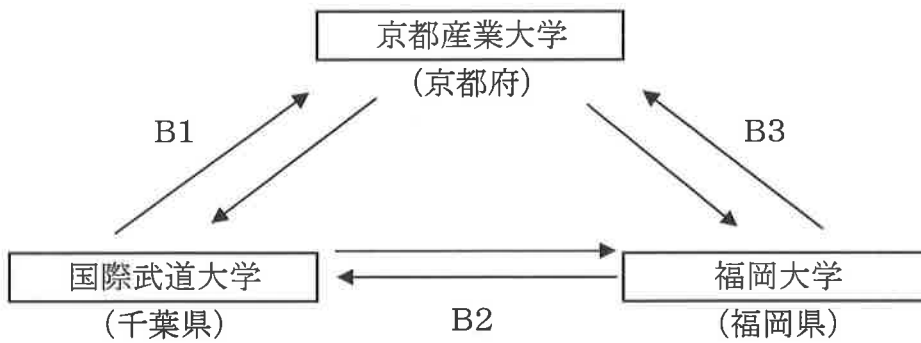 京都産業大学
(京都府)
B1
B3
国際武道大学
福岡大学
(千葉県)
B2
(福岡県)